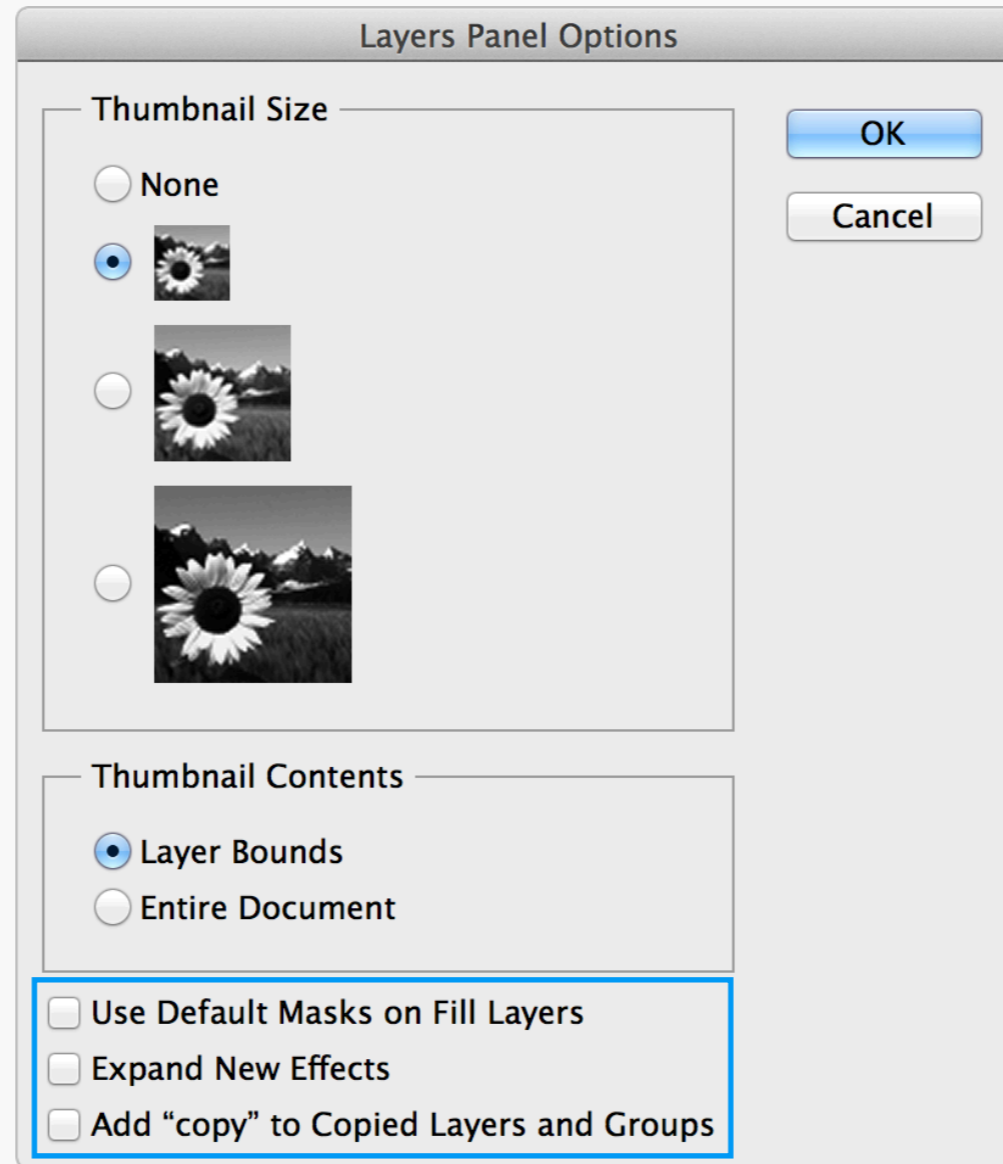 Layers Panel Options
Thumbnail Size
OK
None
Cancel
Thumbnail Contents
Layer Bounds
Entire Document
Use Default Masks on Fill Layers
Expand New Effects
Add “copy” to Copied Layers and Groups